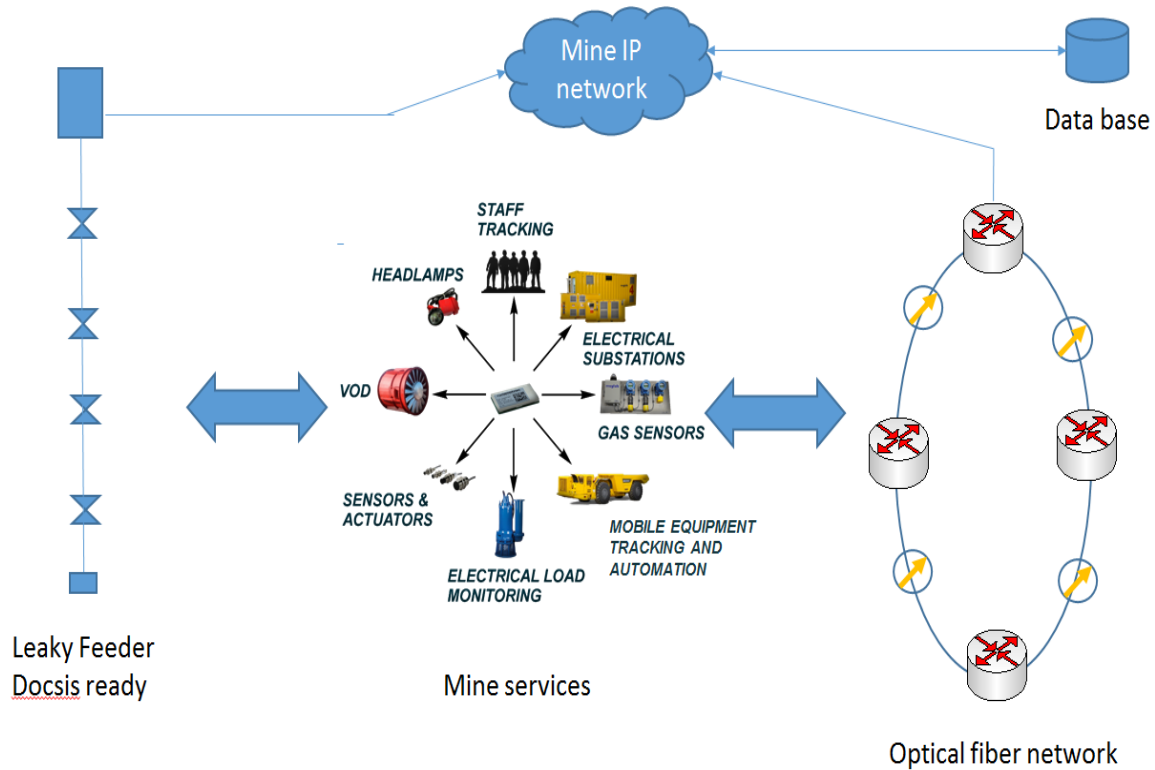 Mine IP
network
Data base
STAFF
TRACKING
HEADLAMPS
ELECTRICAL
SUBSTATIONS
VOD
GAS SENSORS
SENSORS &
ACTUATORS
MOBILE EQUIPMENT
TRACKING AND
AUTOMATION
ELECTRICAL LOAD
MONITORING
Leaky Feeder
Docsis ready
Mine services
Optical fiber network